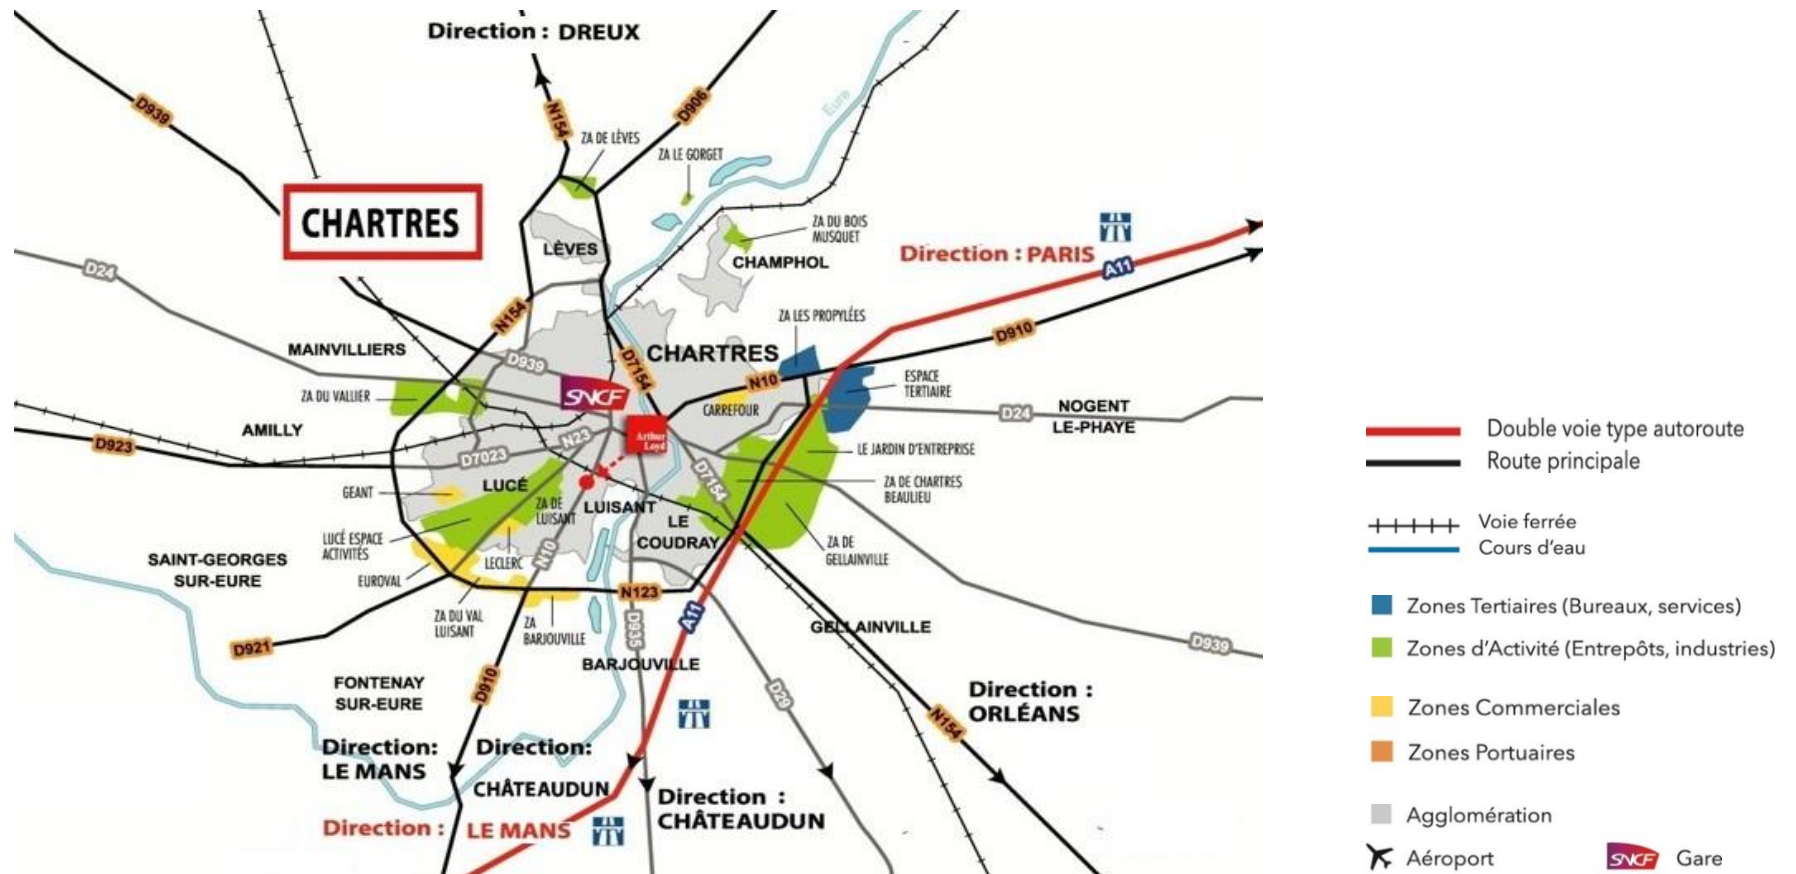 Direction : DREUX
D939
N154
D906
ZA DE LÈVES
ZA LE GORGET
Eure
CHARTRES
LÈVES
ZA DU BOIS
MUSQUET
CHAMPHOL
Direction : PARIS
A11
D24
N154
ZA LES PROPYLÉES
D910
MAINVILLIERS
D939
D7154
CHARTRES
N10
CARREFOUR
ESPACE
TERTIAIRE
ZA DU VALLIER
SNCF
D24
NOGENT
LE-PHAYE
AMILLY
D923
D7023
N23
Arthur
Loyd
LE JARDIN D'ENTREPRISE
GEANT
LUCÉ
ZA DE
LUISANT
LUISANT
D7154
ZA DE CHARTRES
BEAULIEU
LE
COUDRAY
LUCÉ ESPACE
ACTIVITÉS
LECLERC
N10
ZA DE
GELLAINVILLE
SAINT-GEORGES
SUR-EURE
EUROVAL
N123
A11
ZA DU VAL
LUISANT
ZA
BARJOUVILLE
D935
GELLAINVILLE
D939
D921
BARJOUVILLE
FONTENAY
SUR-EURE
D910
D29
Direction :
ORLÉANS
N154
Direction:
LE MANS
Direction:
CHÂTEAUDUN
Direction :
CHÂTEAUDUN
Direction : LE MANS
Double voie type autoroute
Route principale
Voie ferrée
Cours d'eau
Zones Tertiaires (Bureaux, services)
Zones d'Activité (Entrepôts, industries)
Zones Commerciales
Zones Portuaires
Agglomération
Aéroport
SNCF Gare